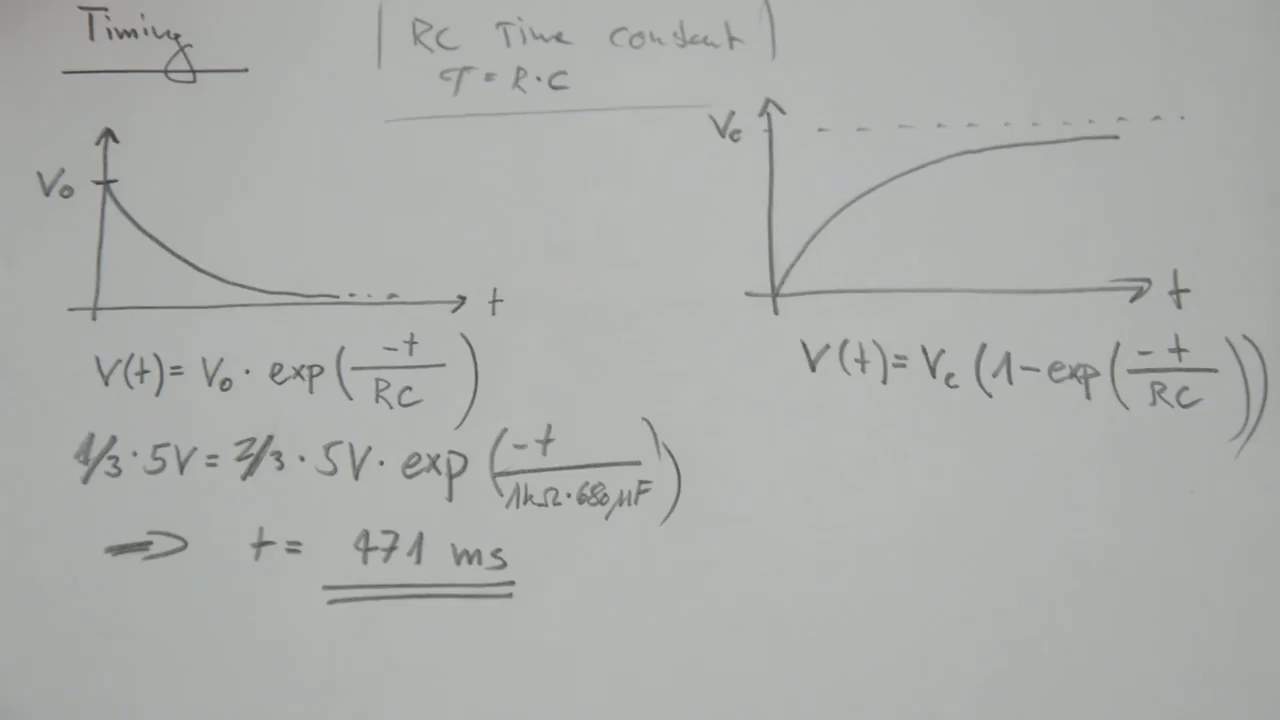 Timing
RC Time constant
τ = R·C
V₀
t
V(t) = V₀ · exp(-t/RC)
1/3 · 5V = 2/3 · 5V · exp(-t/1kΩ·680µF)
⇒ t = 471 ms
Vc
t
V(t) = Vc (1 - exp(-t/RC))